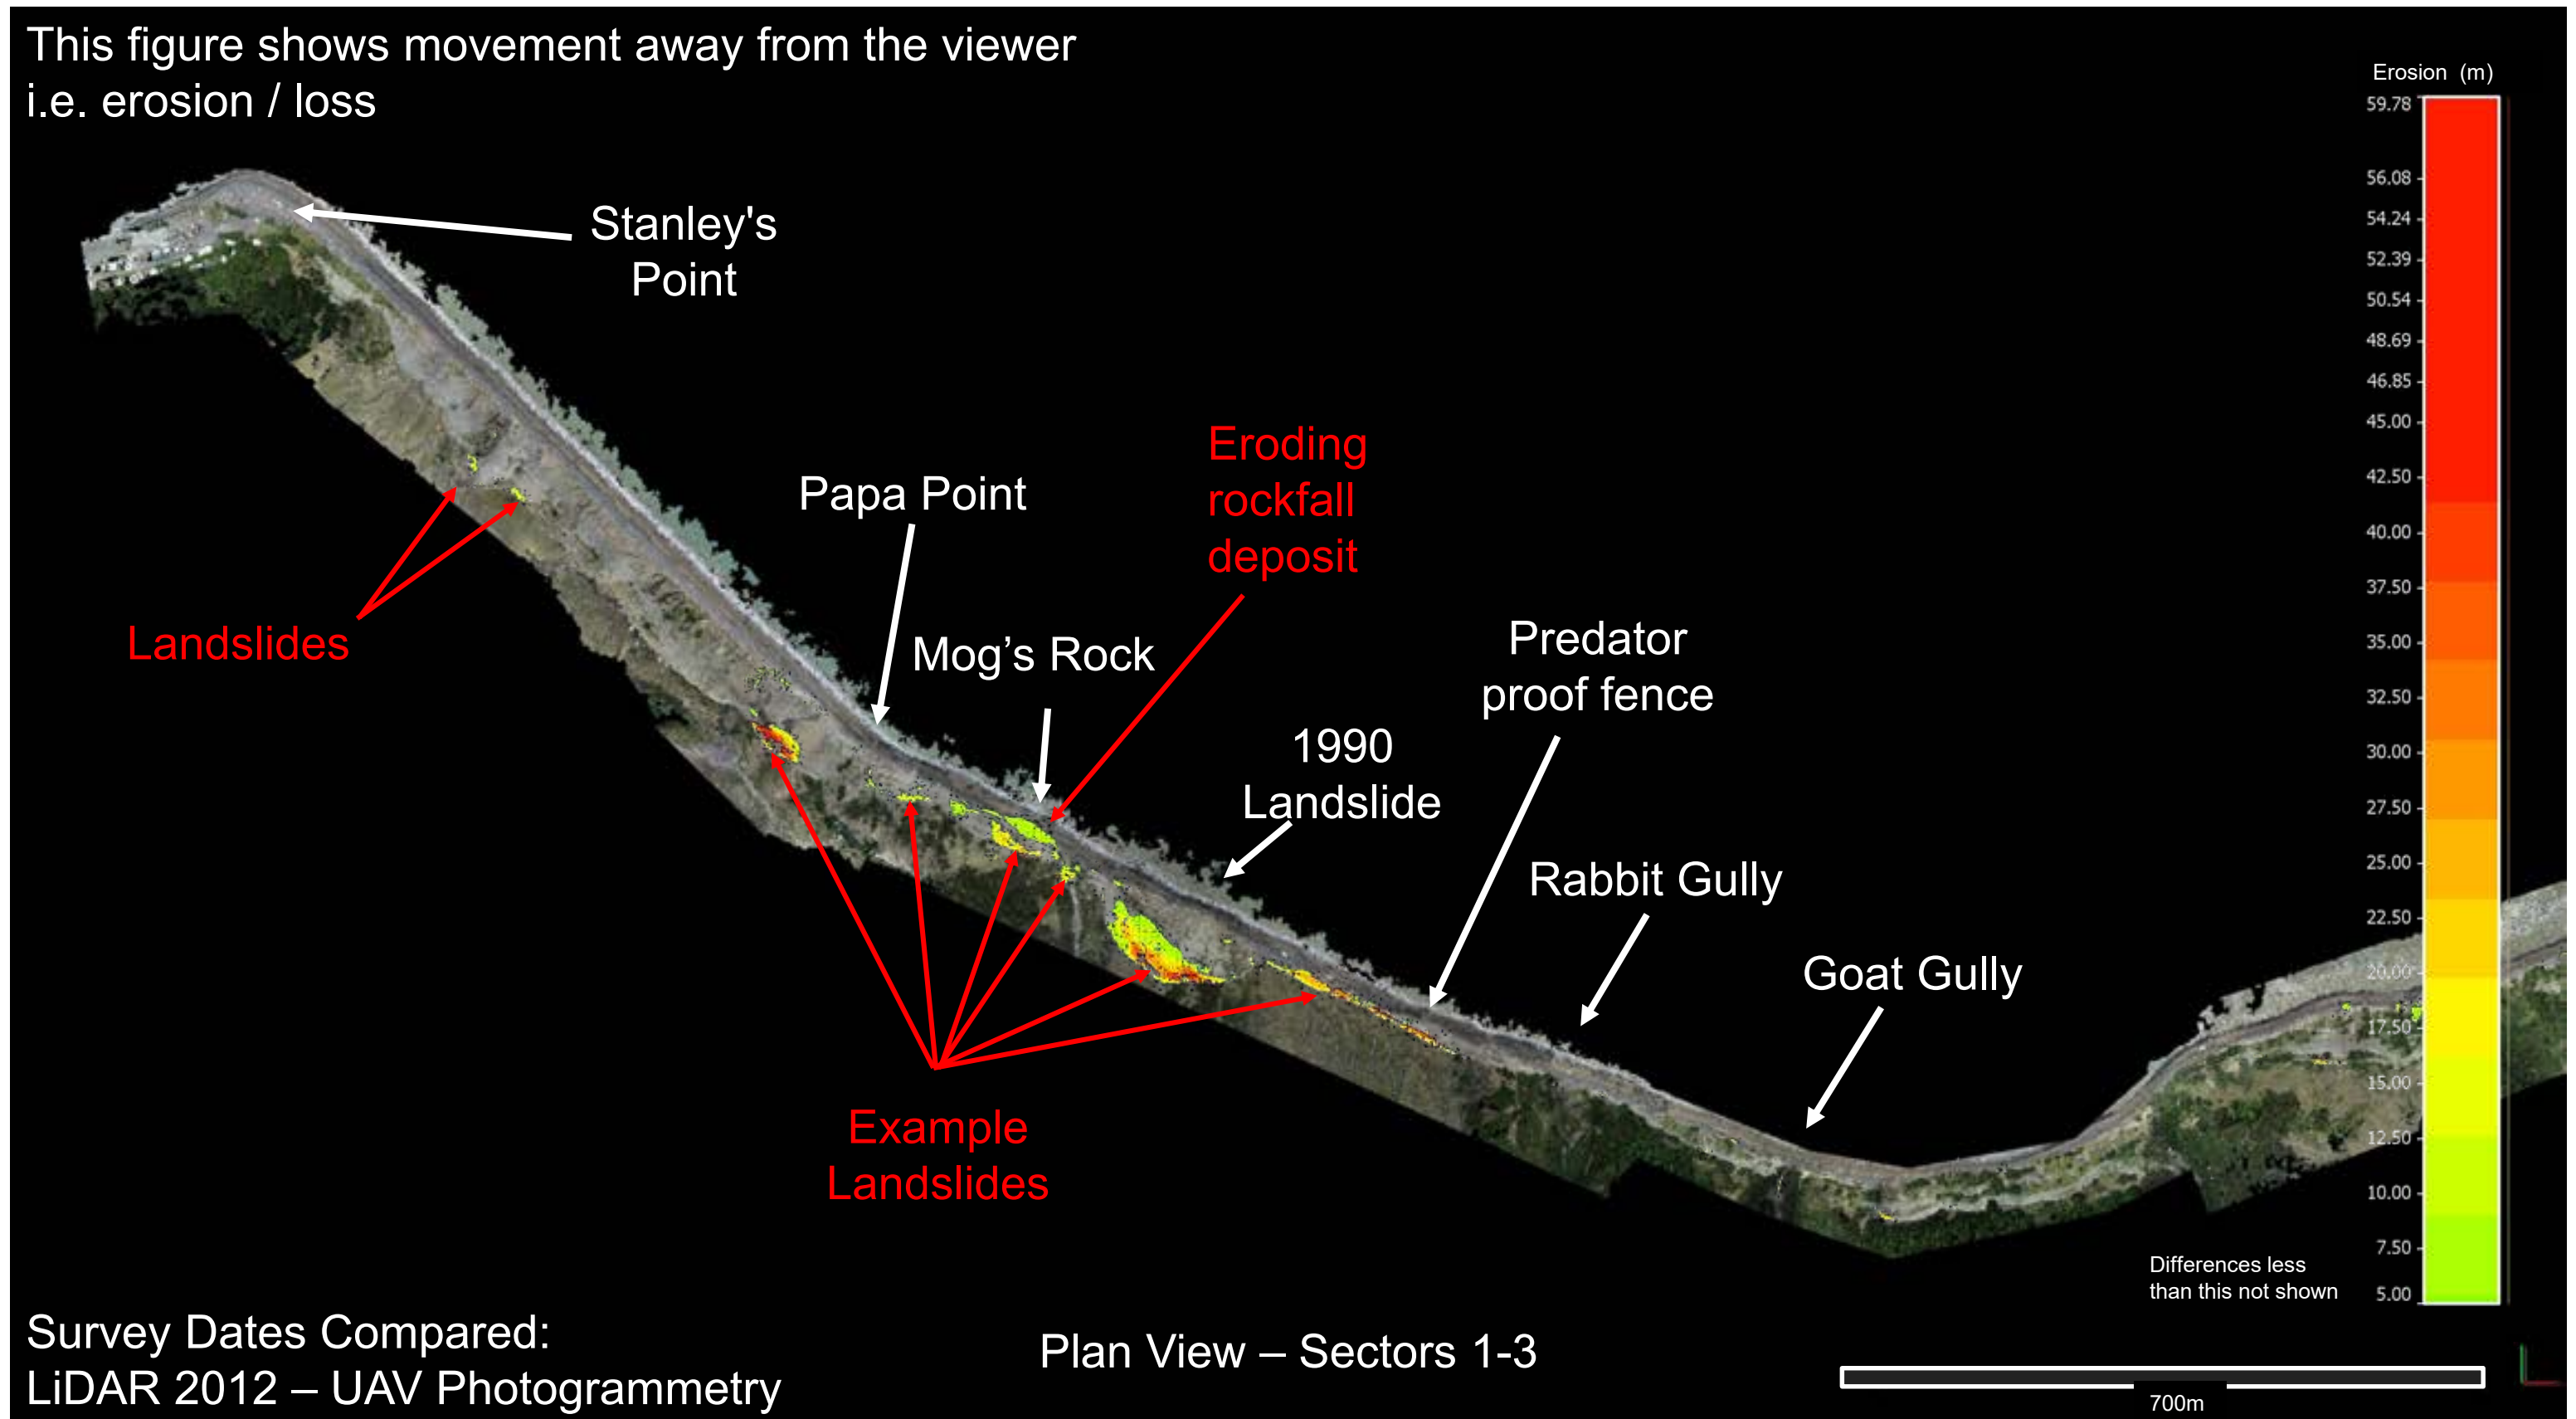 This figure shows movement away from the viewer
i.e. erosion / loss
Erosion (m)
59.78
56.08
54.24
52.39
50.54
48.69
46.85
45.00
42.50
40.00
37.50
35.00
32.50
30.00
27.50
25.00
22.50
20.00
17.50
15.00
12.50
10.00
7.50
5.00
Stanley's
Point
Papa Point
Eroding
rockfall
deposit
Landslides
Mog’s Rock
Predator
proof fence
1990
Landslide
Rabbit Gully
Goat Gully
Example
Landslides
Differences less
than this not shown
Survey Dates Compared:
LiDAR 2012 – UAV Photogrammetry
Plan View – Sectors 1-3
700m